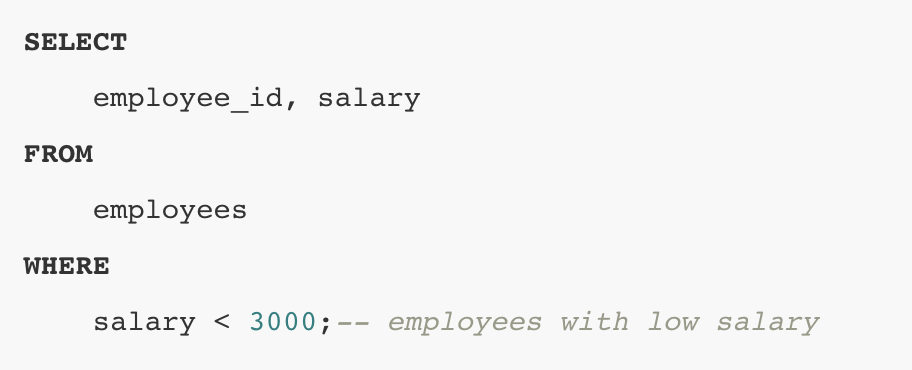 SELECT
employee_id, salary
FROM
employees
WHERE
salary < 3000;-- employees with low salary